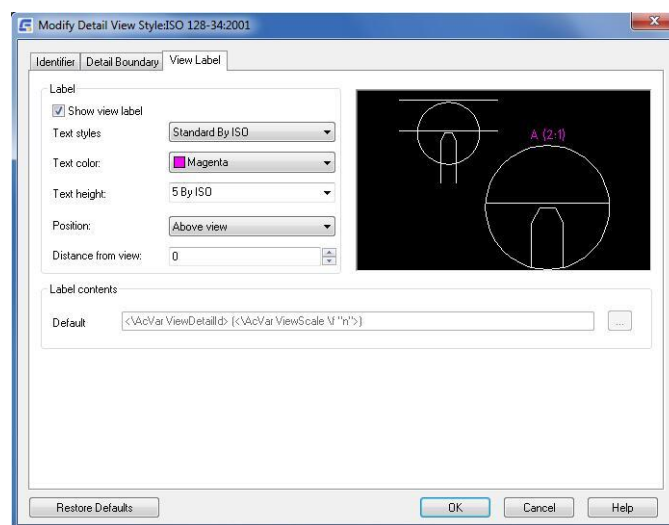 Modify Detail View Style:ISO 128-34:2001
Identifier Detail Boundary View Label
Label
Show view label
Text styles Standard By ISO
Text color: Magenta
Text height: 5 By ISO
Position: Above view
Distance from view: 0
A (2:1)
Label contents
Default <\AcVar ViewDetailId> (<\AcVar ViewScale \f "n">)
...
Restore Defaults OK Cancel Help